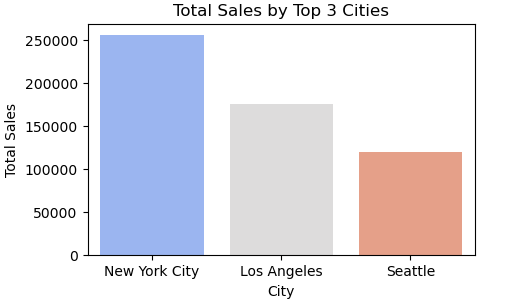 Total Sales by Top 3 Cities
Total Sales
250000
200000
150000
100000
50000
0
New York City
Los Angeles
Seattle
City